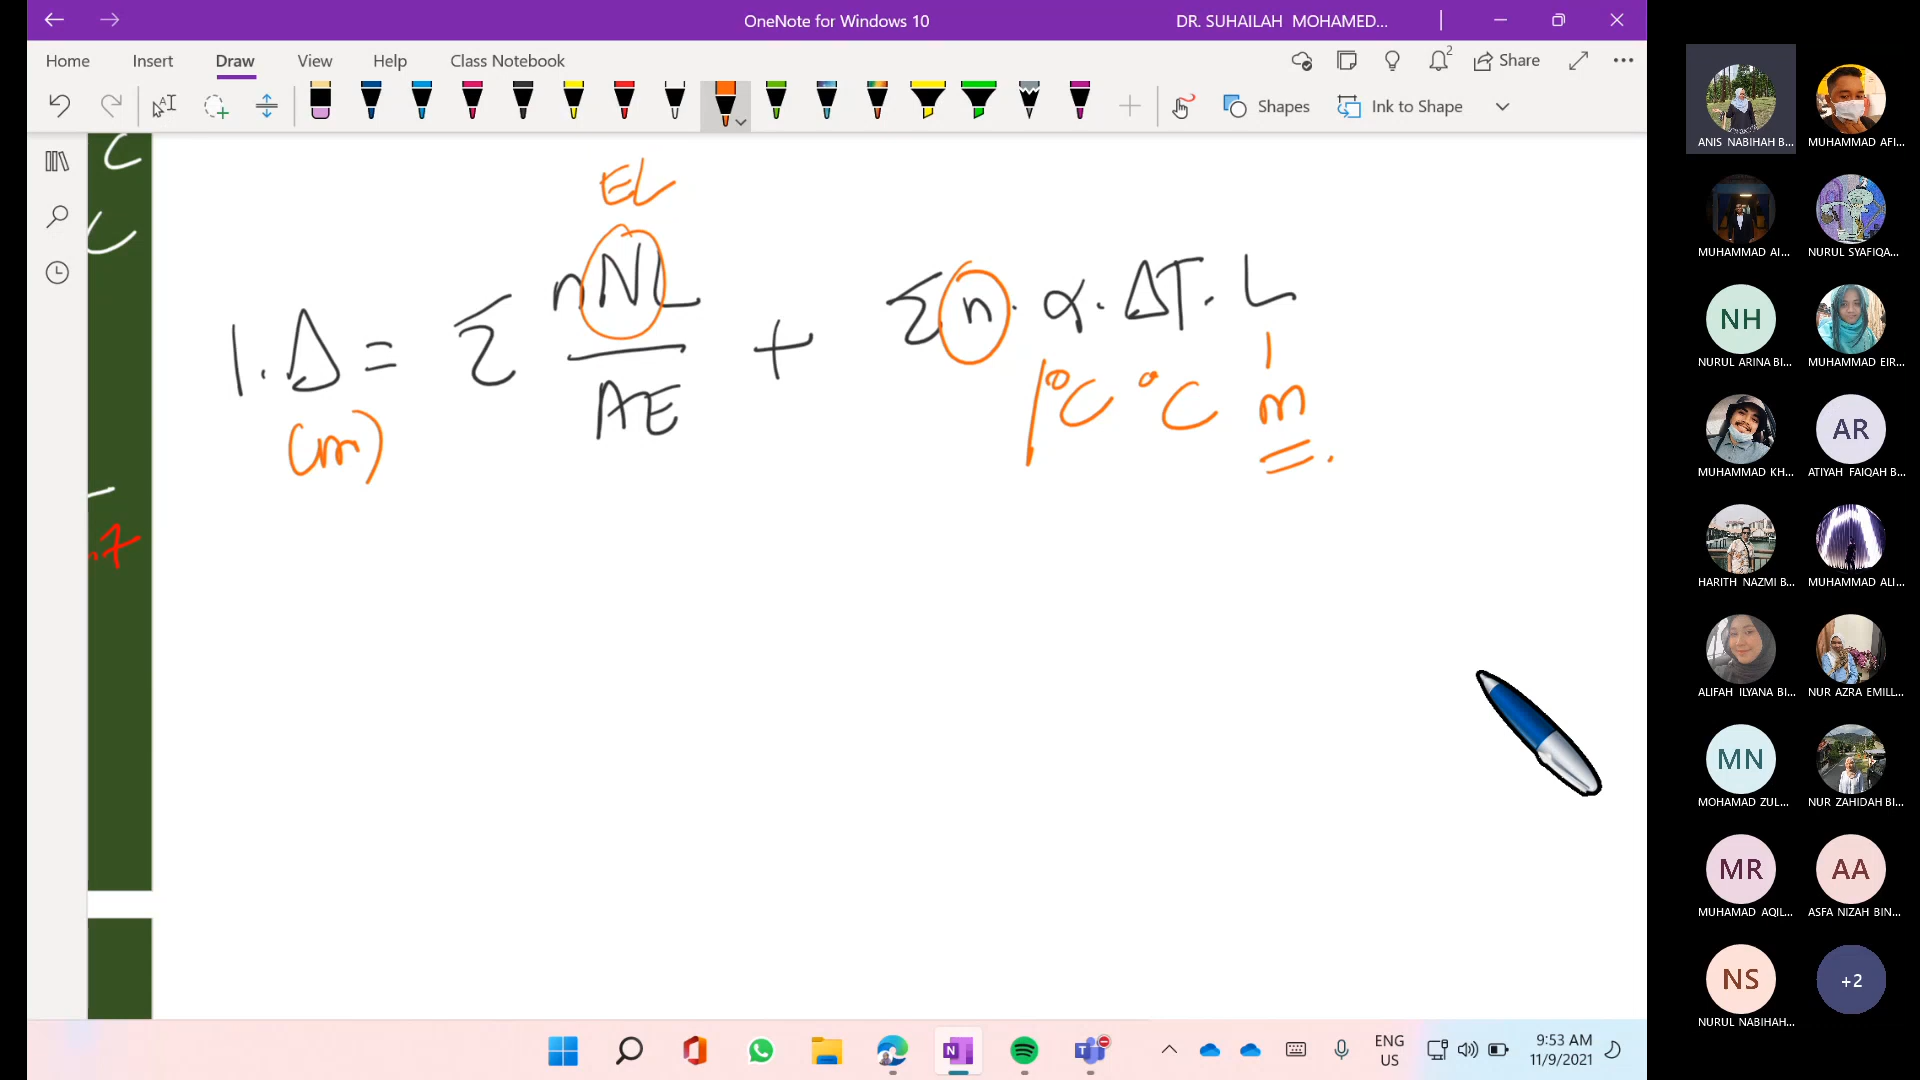 OneNote for Windows 10
DR. SUHAILAH MOHAMED...
Home Insert Draw View Help Class Notebook
2
Share
Shapes
Ink to Shape
C
EL
1.Δ = Σ nNL / AE + Σn. α. ΔT. L
(m)
/°C °C m
.7
ANIS NABIHAH B...
MUHAMMAD AFI...
MUHAMMAD AI...
NURUL SYAFIQA...
NH
NURUL ARINA BI...
MUHAMMAD EIR...
MUHAMMAD KH...
AR
ATIYAH FAIQAH B...
HARITH NAZMI B...
MUHAMMAD ALI...
ALIFAH ILYANA BI...
NUR AZRA EMILL...
MN
MOHAMAD ZUL...
NUR ZAHIDAH BI...
MR
MUHAMAD AQIL...
AA
ASFA NIZAH BIN...
NS
NURUL NABIHAH...
+2
ENG
US
9:53 AM
11/9/2021